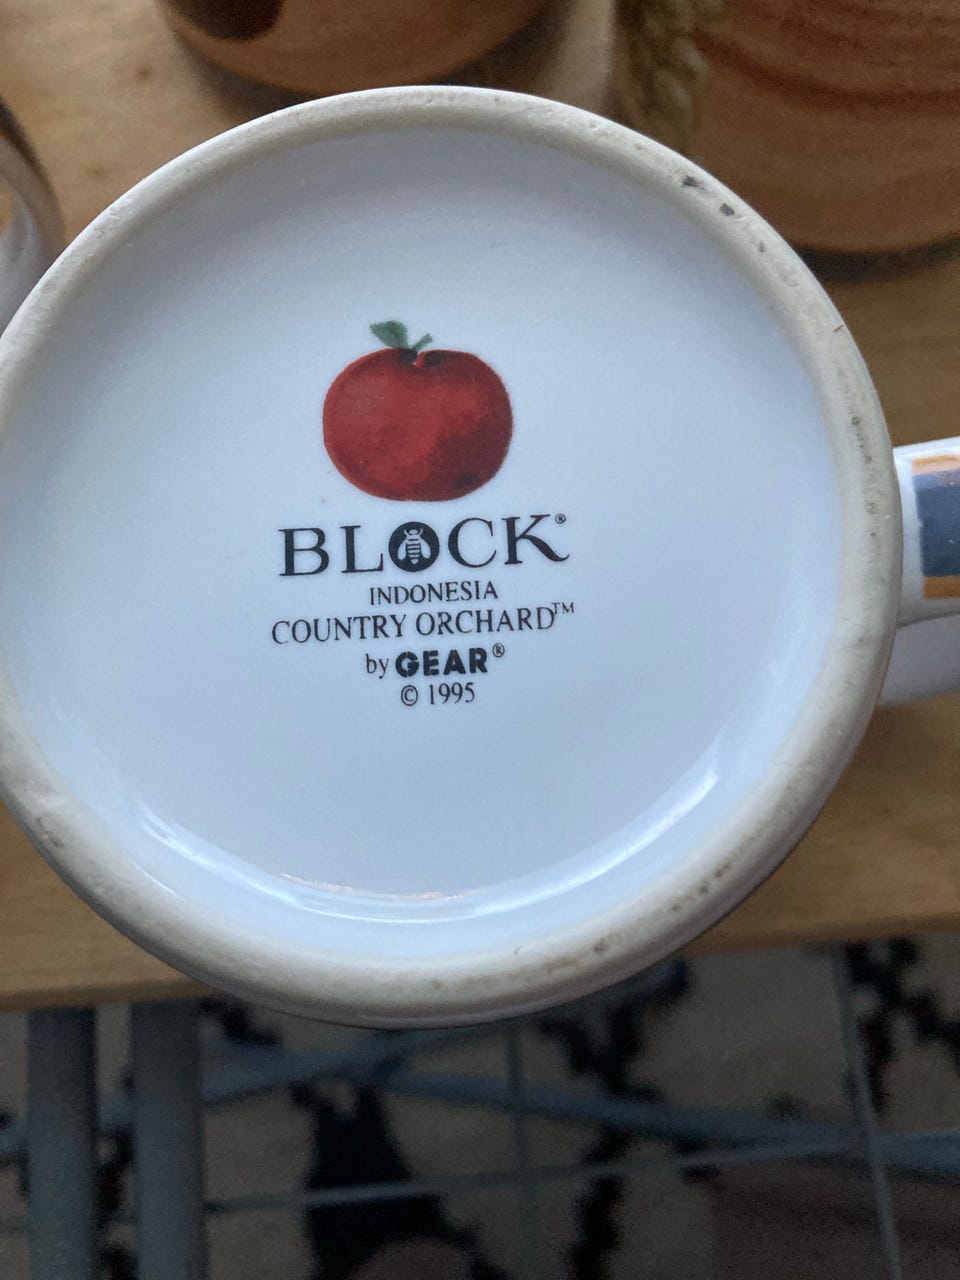 BLOCK®
INDONESIA
COUNTRY ORCHARD™
by GEAR®
© 1995